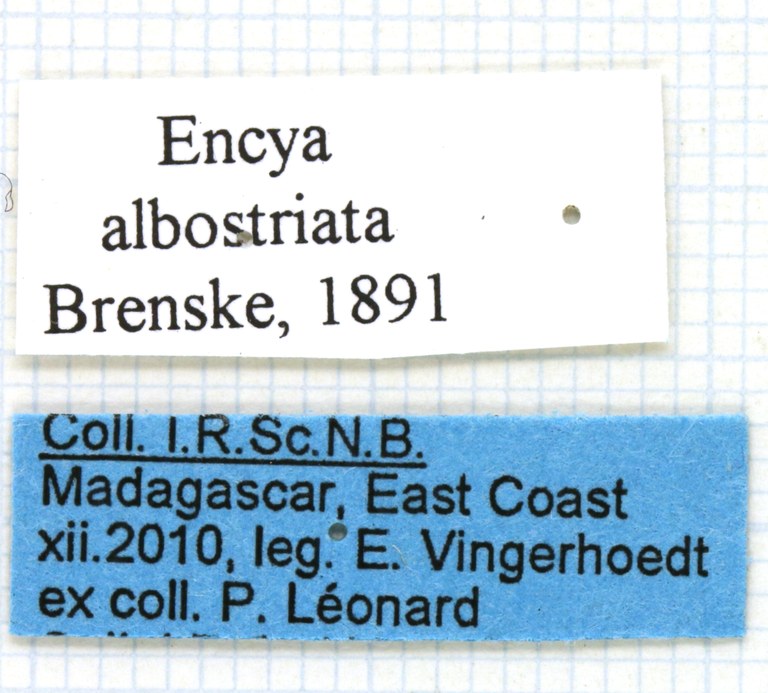 Encya
albostriata
Brenske, 1891
Coll. I.R.Sc.N.B.
Madagascar, East Coast
xii.2010, leg. E. Vingerhoedt
ex coll. P. Léonard